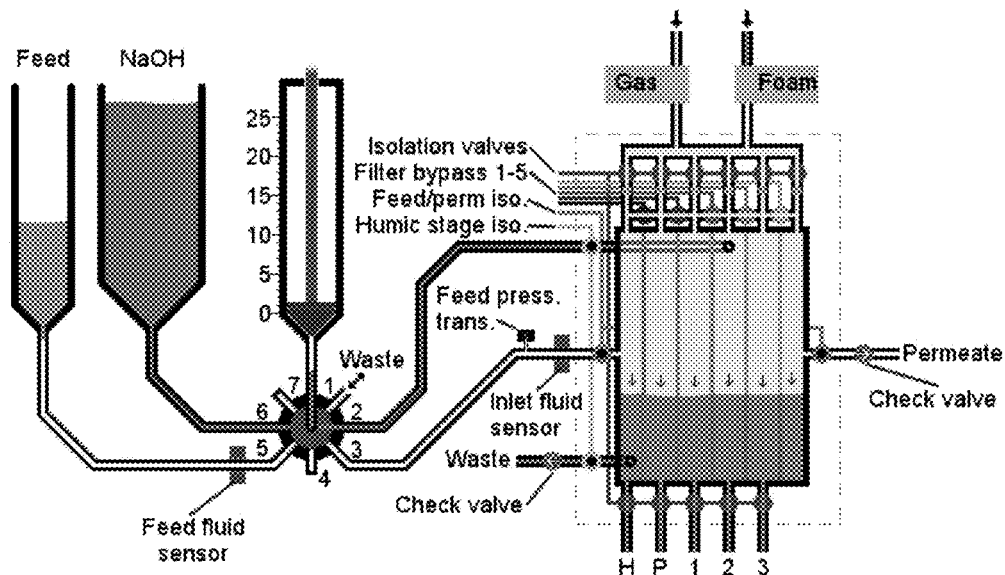 Feed
NaOH
Gas
Foam
25
20
15
10
5
0
Isolation valves
Filter bypass 1-5
Feed/perm iso.
Humic stage iso.
Feed press.
trans.
Waste
7
1
6
2
5
3
4
Inlet fluid
sensor
Permeate
Check valve
Waste
Check valve
Feed fluid
sensor
H P 1 2 3